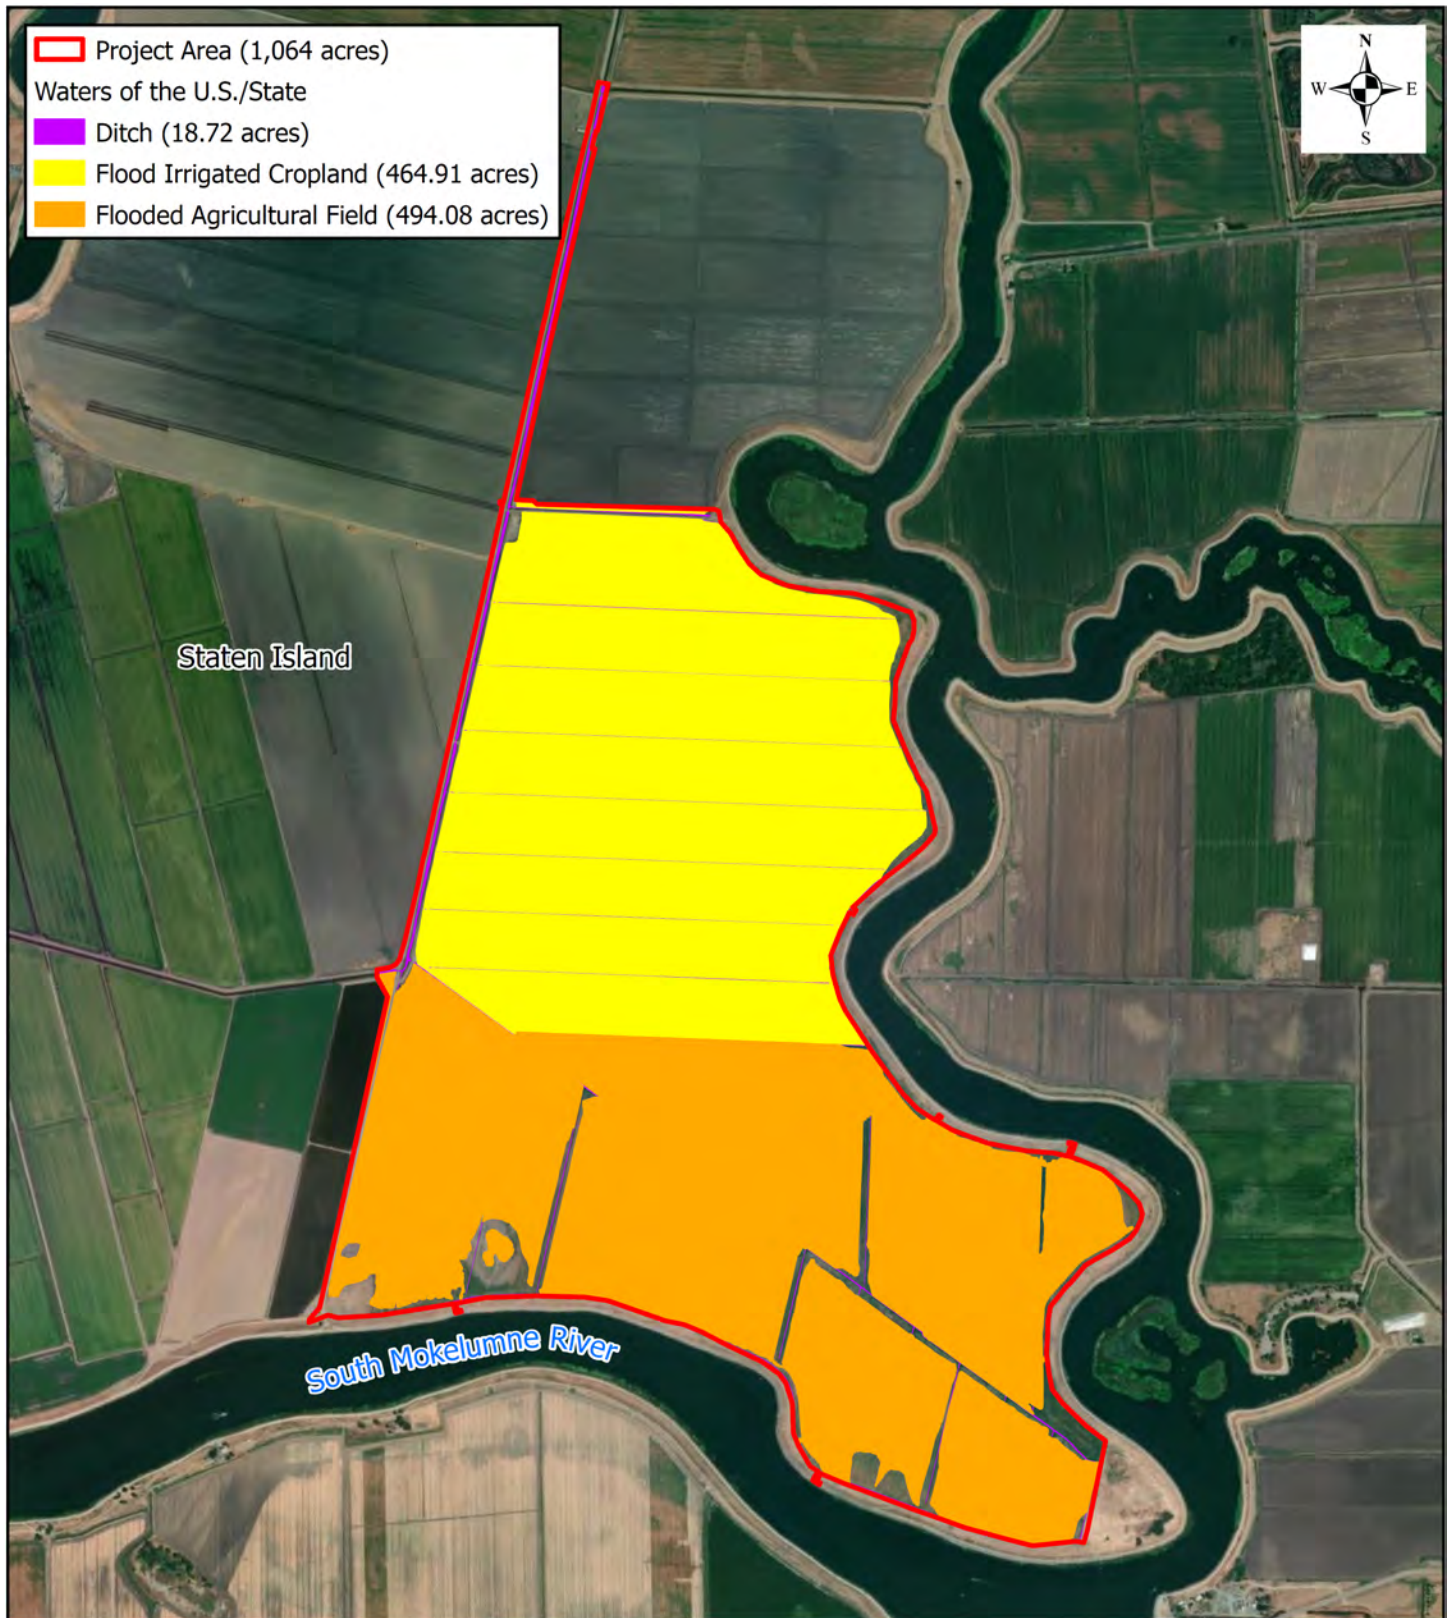 Project Area (1,064 acres)
Waters of the U.S./State
Ditch (18.72 acres)
Flood Irrigated Cropland (464.91 acres)
Flooded Agricultural Field (494.08 acres)
N
W E
S
Staten Island
South Mokelumne River